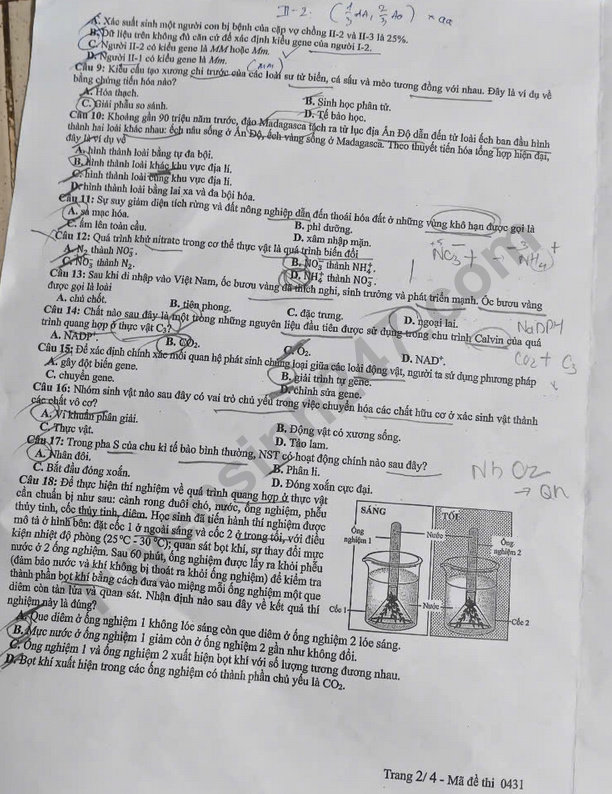 II-2: (1/3 AA, 2/3 Aa) × aa
A. Xác suất sinh một người con bị bệnh của cặp vợ chồng II-2 và II-3 là 25%.
B. Dữ liệu trên không đủ căn cứ để xác định kiểu gene của người I-2.
C. Người II-2 có kiểu gene là MM hoặc Mm.
D. Người II-1 có kiểu gene là Mm.
Câu 9: Kiểu cấu tạo xương chi trước của các loài sư tử biển, cá sấu và mèo tương đồng với nhau. Đây là ví dụ về
bằng chứng tiến hóa nào?
A. Hóa thạch. B. Sinh học phân tử.
C. Giải phẫu so sánh. D. Tế bào học.
Câu 10: Khoảng gần 90 triệu năm trước, đảo Madagasca tách ra từ lục địa Ấn Độ dẫn đến từ loài ếch ban đầu hình
thành hai loài khác nhau: ếch nâu sống ở Ấn Độ, ếch vàng sống ở Madagasca. Theo thuyết tiến hóa tổng hợp hiện đại,
đây là ví dụ về
A. hình thành loài bằng tự đa bội.
B. hình thành loài khác khu vực địa lí.
C. hình thành loài cùng khu vực địa lí.
D. hình thành loài bằng lai xa và đa bội hóa.
Câu 11: Sự suy giảm diện tích rừng và đất nông nghiệp dẫn đến thoái hóa đất ở những vùng khô hạn được gọi là
A. sa mạc hóa. B. phì dưỡng.
C. ấm lên toàn cầu. D. xâm nhập mặn.
Câu 12: Quá trình khử nitrate trong cơ thể thực vật là quá trình biến đổi
A. N₂ thành NO₃⁻. B. NO₃⁻ thành NH₄⁺.
C. NO₃⁻ thành N₂. D. NH₄⁺ thành NO₃⁻.
NO₃⁻ + NH₄⁺
Câu 13: Sau khi di nhập vào Việt Nam, ốc bươu vàng đã thích nghi, sinh trưởng và phát triển mạnh. Ốc bươu vàng
được gọi là loài
A. chủ chốt. B. tiên phong. C. đặc trưng. D. ngoại lai.
Câu 14: Chất nào sau đây là một trong những nguyên liệu đầu tiên được sử dụng trong chu trình Calvin của quá
trình quang hợp ở thực vật C₃?
A. NADP⁺. B. CO₂. C. O₂. D. NAD⁺.
NADPH
CO₂ + C₃
Câu 15: Để xác định chính xác mối quan hệ phát sinh chủng loại giữa các loài động vật, người ta sử dụng phương pháp
A. gây đột biến gene. B. giải trình tự gene.
C. chuyển gene. D. chỉnh sửa gene.
Câu 16: Nhóm sinh vật nào sau đây có vai trò chủ yếu trong việc chuyển hóa các chất hữu cơ ở xác sinh vật thành
các chất vô cơ?
A. Vi khuẩn phân giải. B. Động vật có xương sống.
C. Thực vật. D. Tảo lam.
Câu 17: Trong pha S của chu kì tế bào bình thường, NST có hoạt động chính nào sau đây?
A. Nhân đôi. B. Phân li.
C. Bắt đầu đóng xoắn. D. Đóng xoắn cực đại.
Câu 18: Để thực hiện thí nghiệm về quá trình quang hợp ở thực vật
cần chuẩn bị như sau: cành rong đuôi chó, nước, ống nghiệm, phễu
thủy tinh, cốc thủy tinh, diêm. Học sinh đã tiến hành thí nghiệm được
mô tả ở hình bên: đặt cốc 1 ở ngoài sáng và cốc 2 ở trong tối, với điều
kiện nhiệt độ phòng (25 °C - 30 °C); quan sát bọt khí, sự thay đổi mực
nước ở 2 ống nghiệm. Sau 60 phút, ống nghiệm được lấy ra khỏi phễu
(đảm bảo nước và khí không bị thoát ra khỏi ống nghiệm) để kiểm tra
thành phần bọt khí bằng cách đưa vào miệng mỗi ống nghiệm một que
diêm còn tàn lửa và quan sát. Nhận định nào sau đây về kết quả thí
nghiệm này là đúng?
SÁNG
TỐI
Ống nghiệm 1
Nước
Ống nghiệm 2
Cốc 1
Nước
Cốc 2
A. Que diêm ở ống nghiệm 1 không lóe sáng còn que diêm ở ống nghiệm 2 lóe sáng.
B. Mực nước ở ống nghiệm 1 giảm còn ở ống nghiệm 2 gần như không đổi.
C. Ống nghiệm 1 và ống nghiệm 2 xuất hiện bọt khí với số lượng tương đương nhau.
D. Bọt khí xuất hiện trong các ống nghiệm có thành phần chủ yếu là CO₂.
Trang 2/4 - Mã đề thi 0431